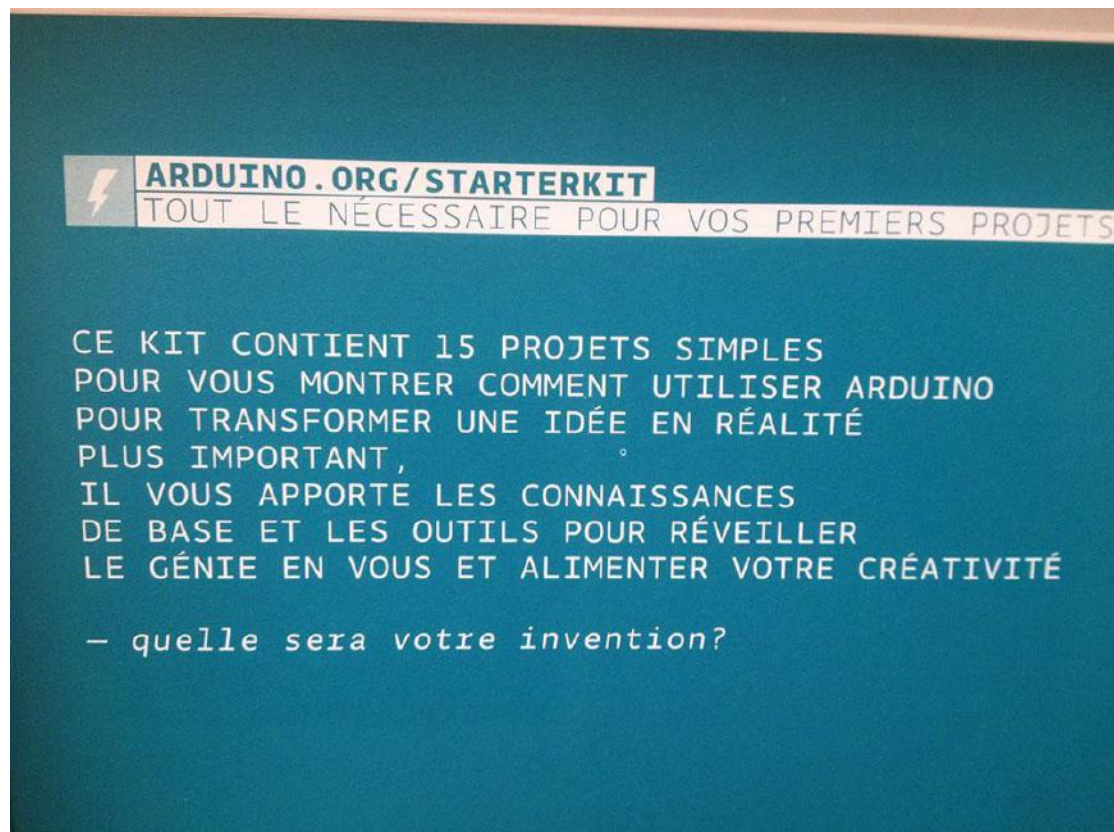 ARDUINO.ORG/STARTERKIT
TOUT LE NÉCESSAIRE POUR VOS PREMIERS PROJETS
CE KIT CONTIENT 15 PROJETS SIMPLES
POUR VOUS MONTRER COMMENT UTILISER ARDUINO
POUR TRANSFORMER UNE IDÉE EN RÉALITÉ
PLUS IMPORTANT,
IL VOUS APPORTE LES CONNAISSANCES
DE BASE ET LES OUTILS POUR RÉVEILLER
LE GÉNIE EN VOUS ET ALIMENTER VOTRE CRÉATIVITÉ
— quelle sera votre invention?